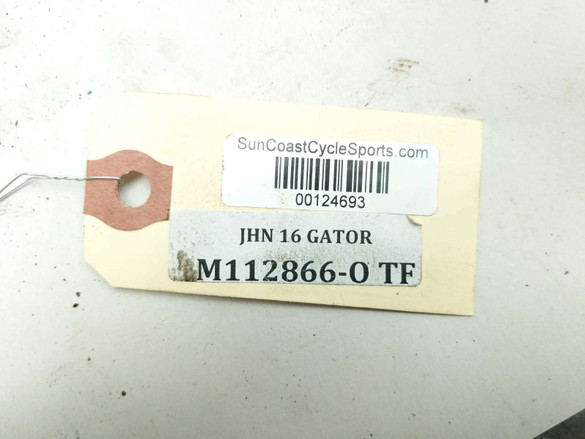 SunCoastCycleSports.com
00124693
JHN 16 GATOR
M112866-O TF